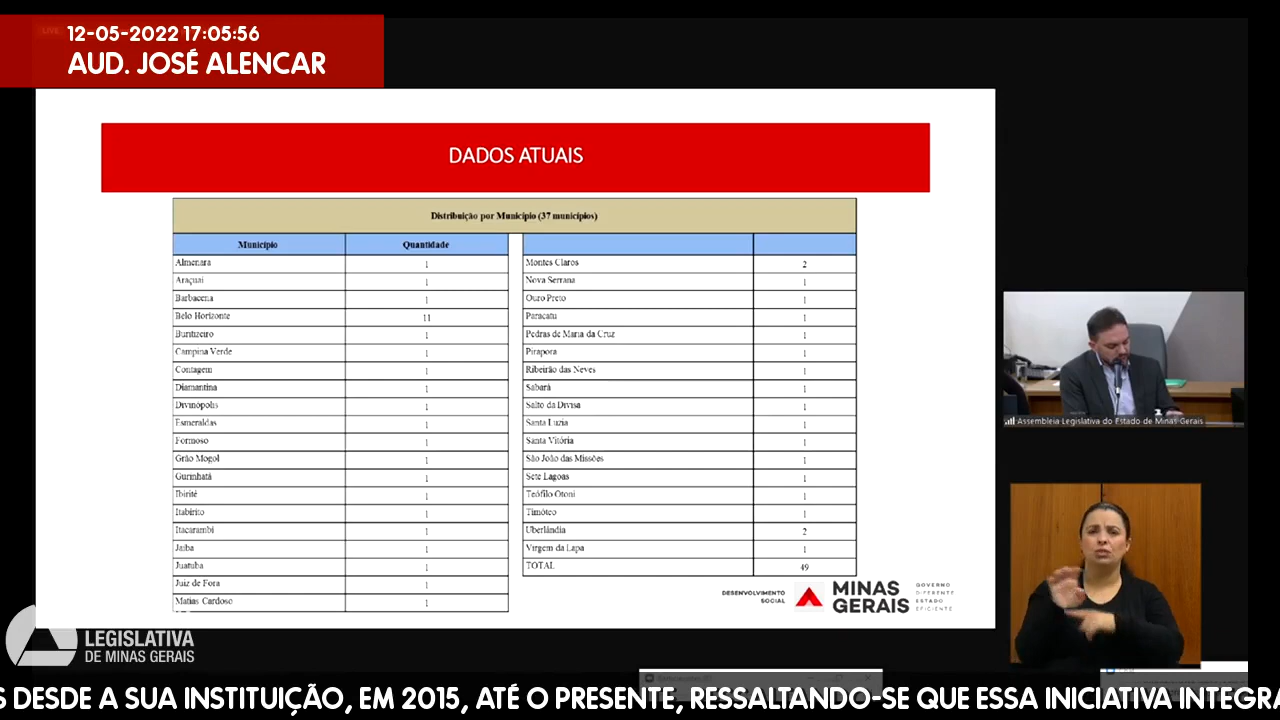 LIVE
12-05-2022 17:05:56
AUD. JOSÉ ALENCAR
DADOS ATUAIS
Distribuição por Município (37 municípios)
Município Quantidade
Almenara 1
Araçuaí 1
Barbacena 1
Belo Horizonte 11
Buritizeiro 1
Campina Verde 1
Contagem 1
Diamantina 1
Divinópolis 1
Esmeraldas 1
Formoso 1
Grão Mogol 1
Gurinhatã 1
Ibirité 1
Itabirito 1
Itacarambi 1
Jaíba 1
Juatuba 1
Juiz de Fora 1
Matias Cardoso 1
Montes Claros 2
Nova Serrana 1
Ouro Preto 1
Paracatu 1
Pedras de Maria da Cruz 1
Pirapora 1
Ribeirão das Neves 1
Sabará 1
Salto da Divisa 1
Santa Luzia 1
Santa Vitória 1
São João das Missões 1
Sete Lagoas 1
Teófilo Otoni 1
Timóteo 1
Uberlândia 2
Virgem da Lapa 1
TOTAL 49
DESENVOLVIMENTO
SOCIAL
MINAS
GERAIS
GOVERNO
DIFERENTE
ESTADO
EFICIENTE
Assembleia Legislativa do Estado de Minas Gerais
LEGISLATIVA
DE MINAS GERAIS
S DESDE A SUA INSTITUIÇÃO, EM 2015, ATÉ O PRESENTE, RESSALTANDO-SE QUE ESSA INICIATIVA INTEGRA